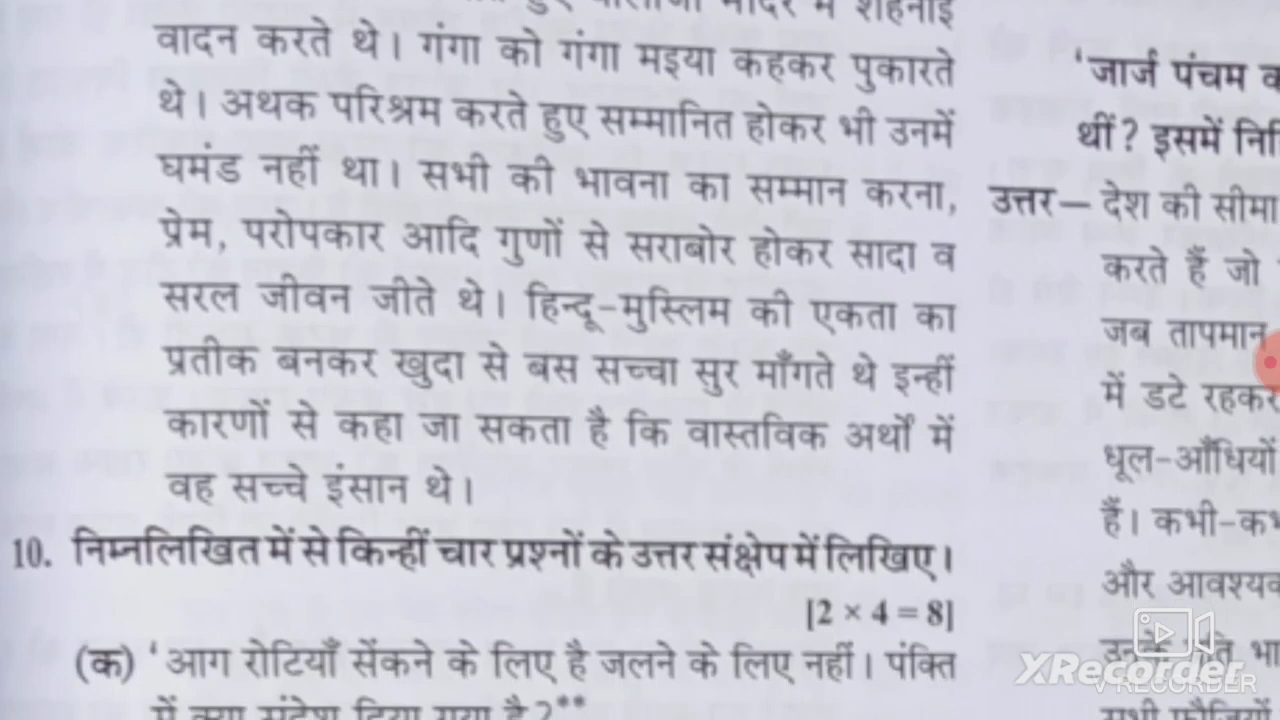 वादन करते थे। गंगा को गंगा मइया कहकर पुकारते
थे। अथक परिश्रम करते हुए सम्मानित होकर भी उनमें
घमंड नहीं था। सभी की भावना का सम्मान करना,
प्रेम, परोपकार आदि गुणों से सराबोर होकर सादा व
सरल जीवन जीते थे। हिन्दू-मुस्लिम की एकता का
प्रतीक बनकर खुदा से बस सच्चा सुर माँगते थे इन्हीं
कारणों से कहा जा सकता है कि वास्तविक अर्थों में
वह सच्चे इंसान थे।
10. निम्नलिखित में से किन्हीं चार प्रश्नों के उत्तर संक्षेप में लिखिए।
[2 × 4 = 8]
(क) 'आग रोटियाँ सेंकने के लिए है जलने के लिए नहीं। पंक्ति
में क्या संदेश दिया गया है?**
'जार्ज पंचम
थीं? इसमें
उत्तर— देश की सीमा
करते हैं जो
जब तापमान
में डटे रहकर
धूल-आँधियों
हैं।
और
XRecorder
V RECORDER